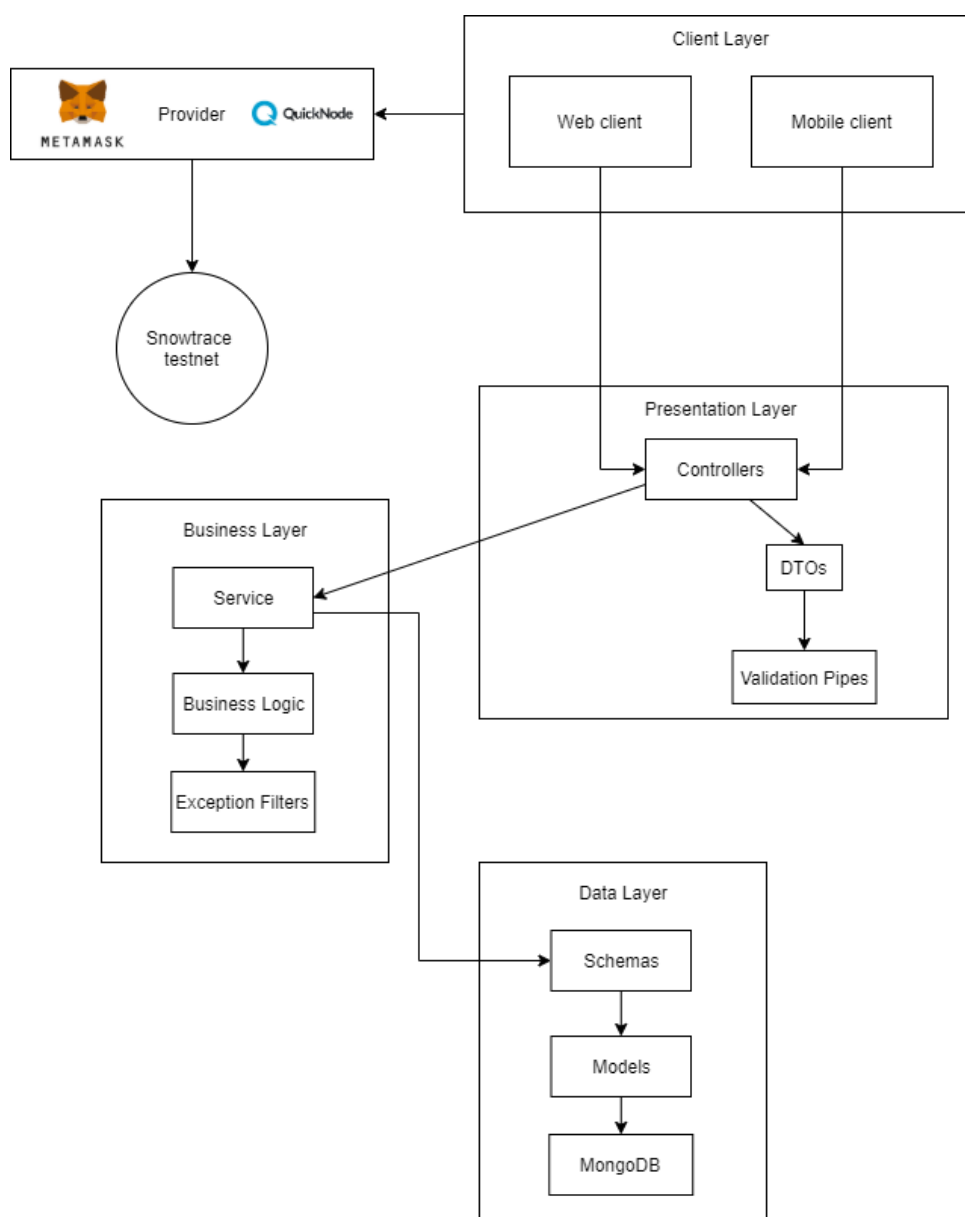 Client Layer
METAMASK
Provider
QuickNode
Web client
Mobile client
Snowtrace
testnet
Presentation Layer
Controllers
DTOs
Validation Pipes
Business Layer
Service
Business Logic
Exception Filters
Data Layer
Schemas
Models
MongoDB